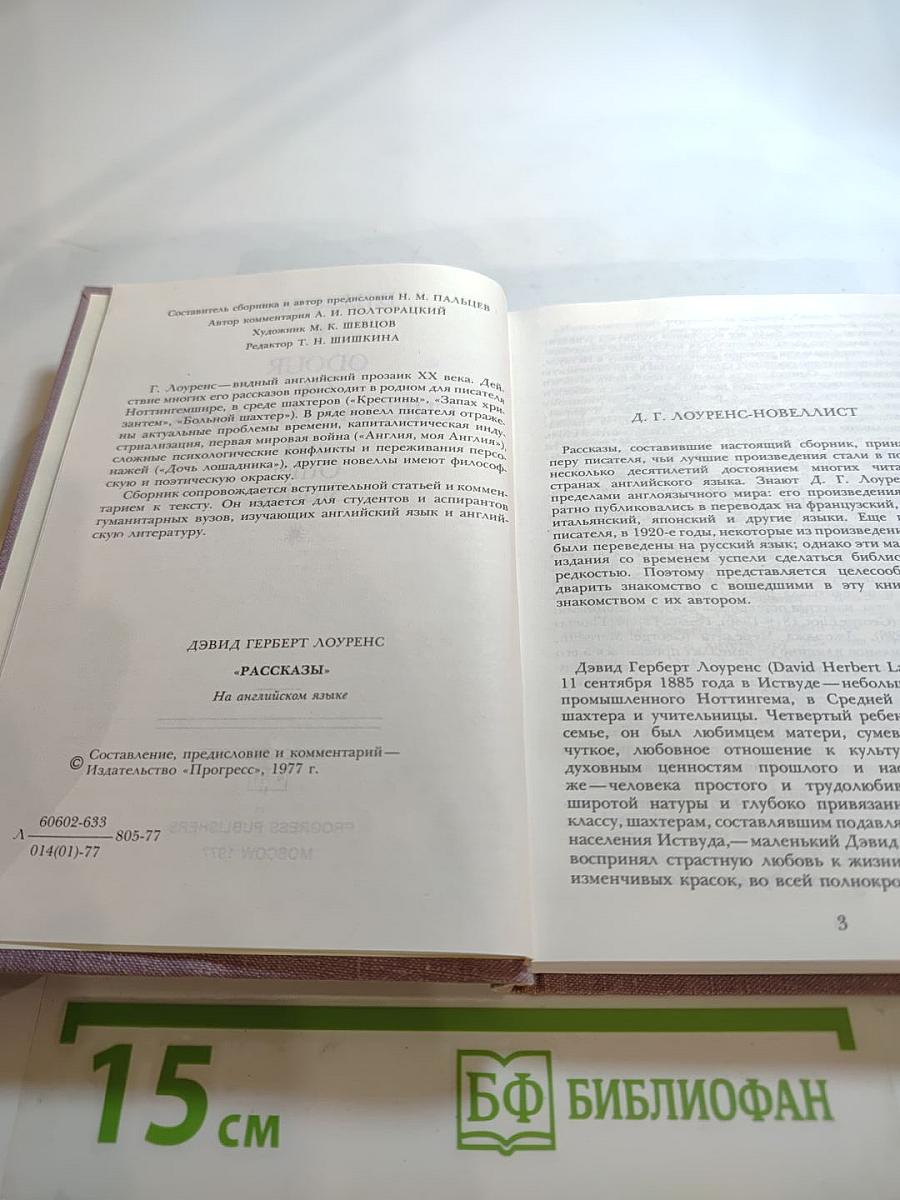 Составитель сборника и автор предисловия Н. М. ПАЛЬЦЕВ
Автор комментария А. И. ПОЛТОРАЦКИЙ
Художник М. К. ШЕВЦОВ
Редактор Т. Н. ШИШКИНА
Г. Лоуренс—видный английский прозаик XX века. Дей-
ствие многих его рассказов происходит в родном для писателя
Ноттингемшире, в среде шахтеров («Крестины», «Запах хри-
зантем», «Больной шахтер»). В ряде новелл писателя отраже-
ны актуальные проблемы времени, капиталистическая инду-
стриализация, первая мировая война («Англия, моя Англия»),
сложные психологические конфликты и переживания персо-
нажей («Дочь лошадника»), другие новеллы имеют философ-
скую и поэтическую окраску.
Сборник сопровождается вступительной статьей и коммен-
тарием к тексту. Он издается для студентов и аспирантов
гуманитарных вузов, изучающих английский язык и англий-
скую литературу.
ДЭВИД ГЕРБЕРТ ЛОУРЕНС
«РАССКАЗЫ»
На английском языке
© Составление, предисловие и комментарий—
Издательство «Прогресс», 1977 г.
Л 60602-633 805-77
014(01)-77
PROGRESS PUBLISHERS
MOSCOW 1977
Д. Г. ЛОУРЕНС-НОВЕЛЛИСТ
Рассказы, составившие настоящий сборник, прина
перу писателя, чьи лучшие произведения стали в по
несколько десятилетий достоянием многих чита
странах английского языка. Знают Д. Г. Лоуре
пределами англоязычного мира: его произведения
ратно публиковались в переводах на французский,
итальянский, японский и другие языки. Еще п
писателя, в 1920-е годы, некоторые из произведени
были переведены на русский язык; однако эти ма
издания со временем успели сделаться библио
редкостью. Поэтому представляется целесооб
дварить знакомство с вошедшими в эту кни
знакомством с их автором.
Дэвид Герберт Лоуренс (David Herbert La
11 сентября 1885 года в Иствуде—неболь
промышленного Ноттингема, в Средней
шахтера и учительницы. Четвертый ребен
семье, он был любимцем матери, сумев
чуткое, любовное отношение к культу
духовным ценностям прошлого и нас
же—человека простого и трудолюбив
широтой натуры и глубоко привязан
классу, шахтерам, составлявшим подавля
населения Иствуда,—маленький Дэвид
воспринял страстную любовь к жизни
изменчивых красок, во всей полнокро
3
15 см
БФ БИБЛИОФАН